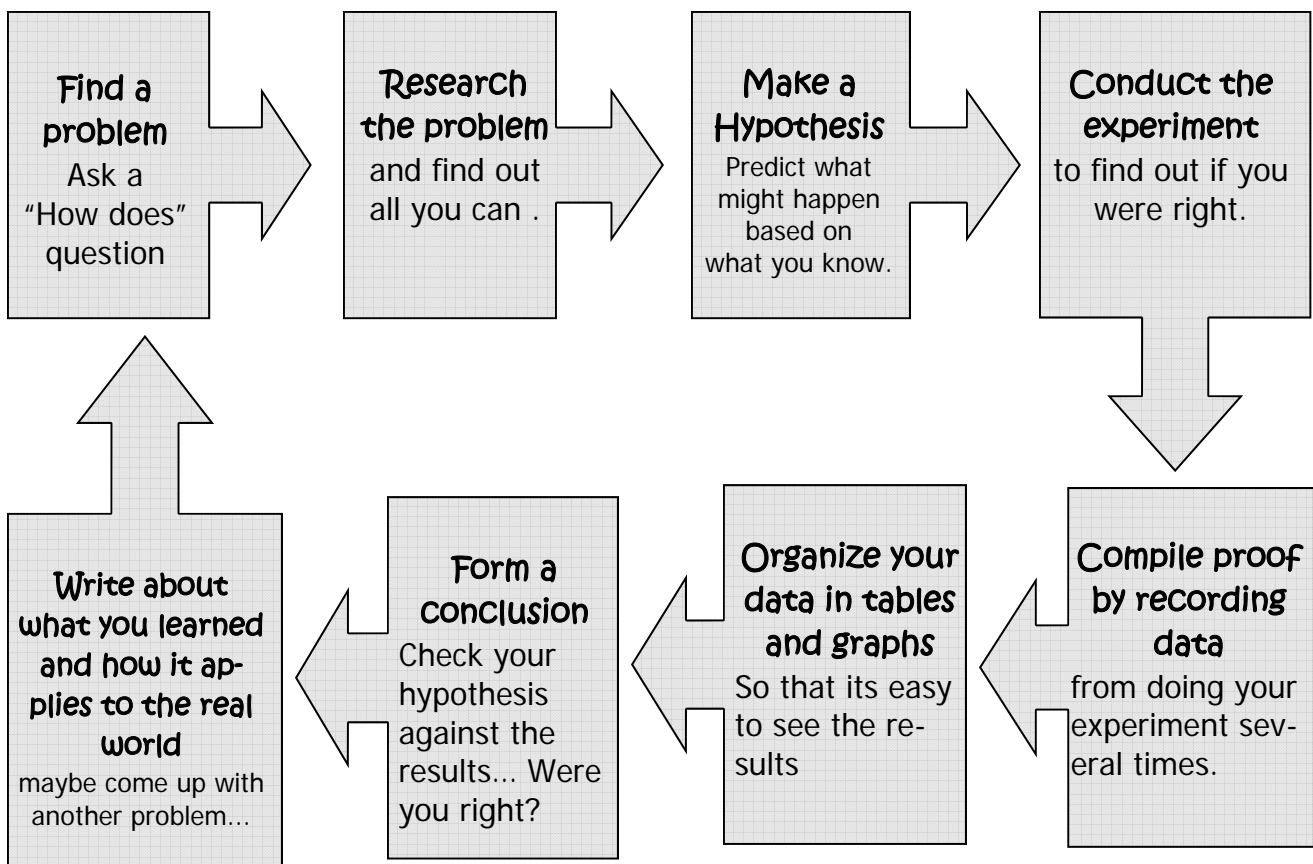 Find a
problem
Ask a
“How does”
question
Research
the problem
and find out
all you can .
Make a
Hypothesis
Predict what
might happen
based on
what you know.
Conduct the
experiment
to find out if you
were right.
Compile proof
by recording
data
from doing your
experiment sev-
eral times.
Organize your
data in tables
and graphs
So that its easy
to see the re-
sults
Form a
conclusion
Check your
hypothesis
against the
results... Were
you right?
Write about
what you learned
and how it ap-
plies to the real
world
maybe come up with
another problem...